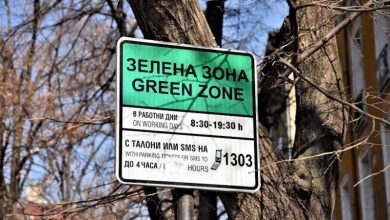 ЗЕЛЕНА ЗОНА
GREEN ZONE
В РАБОТНИ ДНИ
ON WORKING DAYS
8:30-19:30 h
С ТАЛОНИ ИЛИ SMS НА
WITH PARKING TICKETS OR SMS TO
1303
ДО 4 ЧАСА /
HOURS